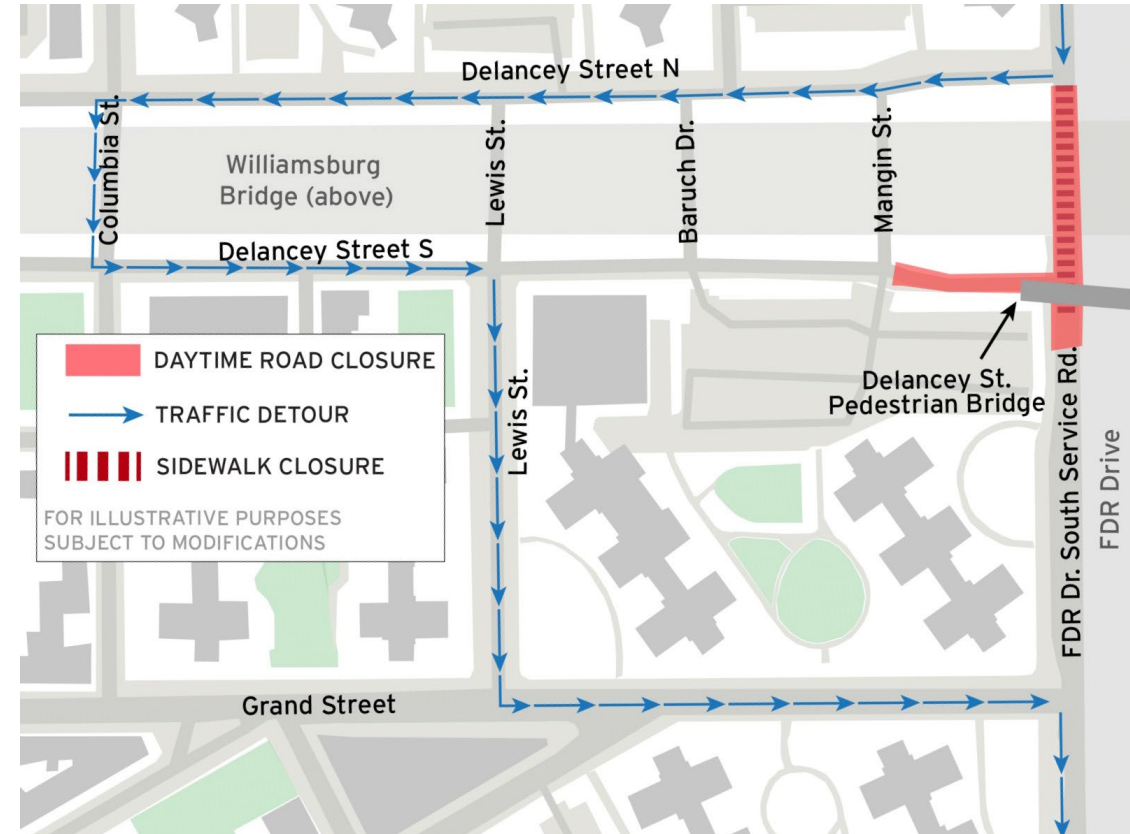 Delancey Street N
Columbia St.
Williamsburg
Bridge (above)
Lewis St.
Baruch Dr.
Mangin St.
Delancey Street S
DAYTIME ROAD CLOSURE
TRAFFIC DETOUR
SIDEWALK CLOSURE
FOR ILLUSTRATIVE PURPOSES
SUBJECT TO MODIFICATIONS
Lewis St.
Delancey St.
Pedestrian Bridge
FDR Dr. South Service Rd.
FDR Drive
Grand Street